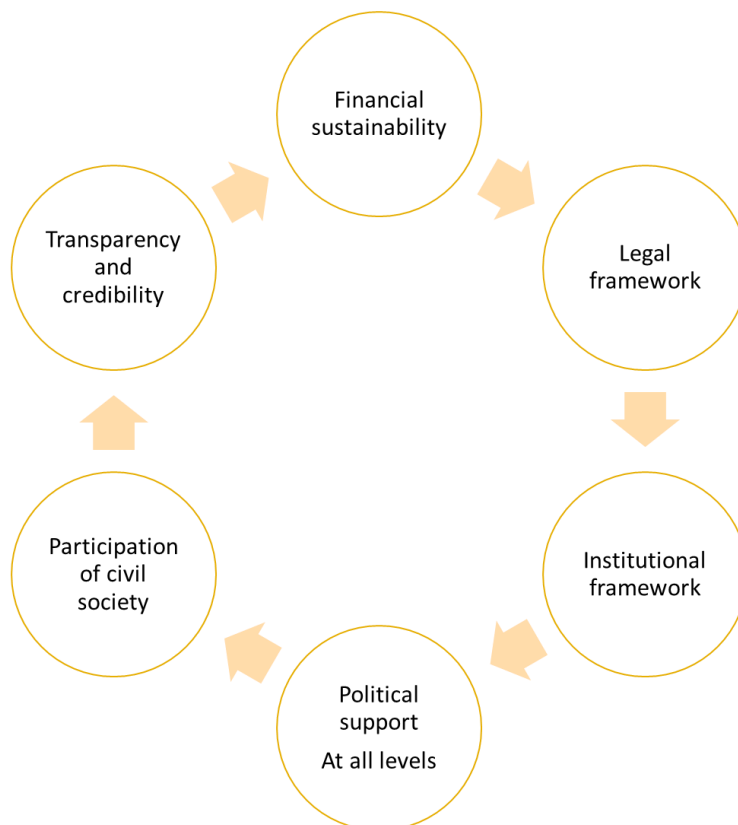 Financial
sustainability
Legal
framework
Institutional
framework
Political
support
At all levels
Participation
of civil
society
Transparency
and
credibility